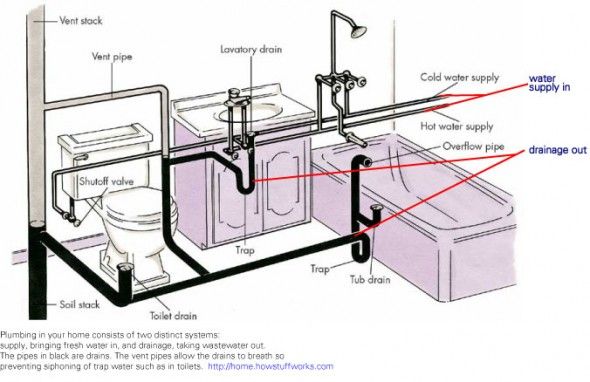 Vent stack
Lavatory drain
Vent pipe
Cold water supply
water
supply in
Hot water supply
Overflow pipe
drainage out
Shutoff valve
Trap
Trap
Tub drain
Soil stack
Toilet drain
Plumbing in your home consists of two distinct systems:
supply, bringing fresh water in, and drainage, taking wastewater out.
The pipes in black are drains. The vent pipes allow the drains to breath so
preventing siphoning of trap water such as in toilets. http://home.howstuffworks.com